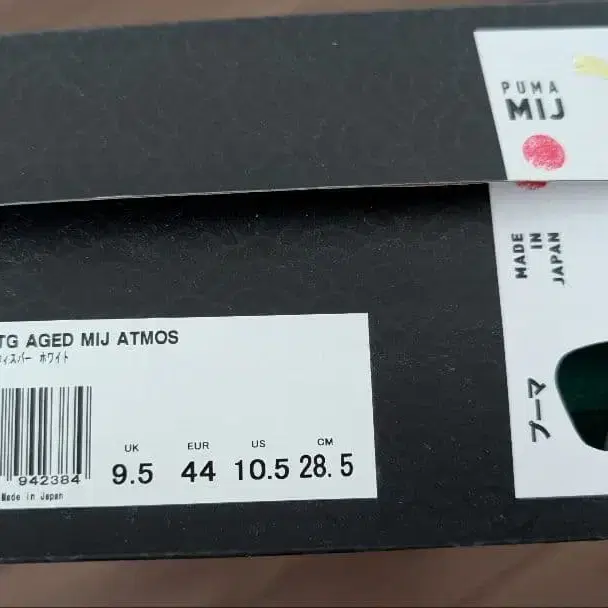 PUMA
MIJ
MADE
IN
JAPAN
プーマ
TG AGED MIJ ATMOS
ウィスパー ホワイト
UK EUR US CM
9.5 44 10.5 28.5
942384
Made in Japan